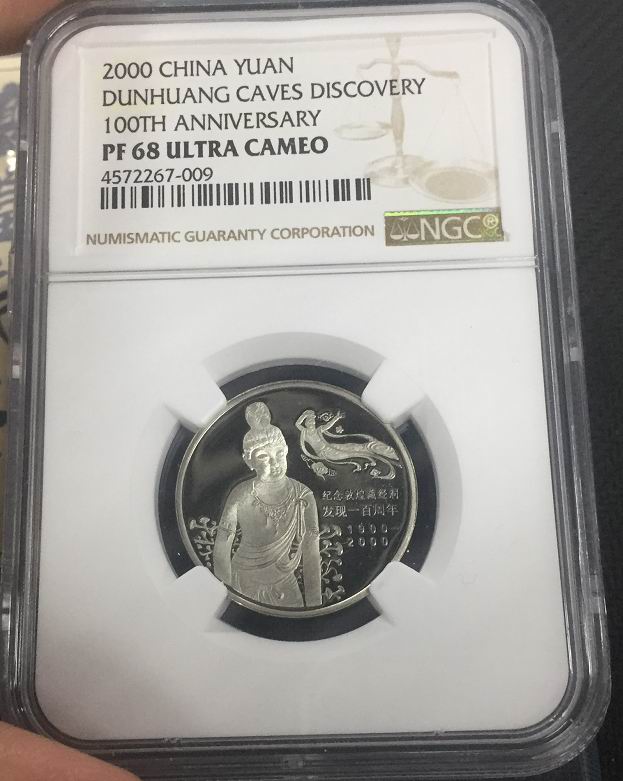 2000 CHINA YUAN
DUNHUANG CAVES DISCOVERY
100TH ANNIVERSARY
PF 68 ULTRA CAMEO
4572267-009
NUMISMATIC GUARANTY CORPORATION
NGC®
纪念敦煌藏经洞
发现一百周年
1900-
2000